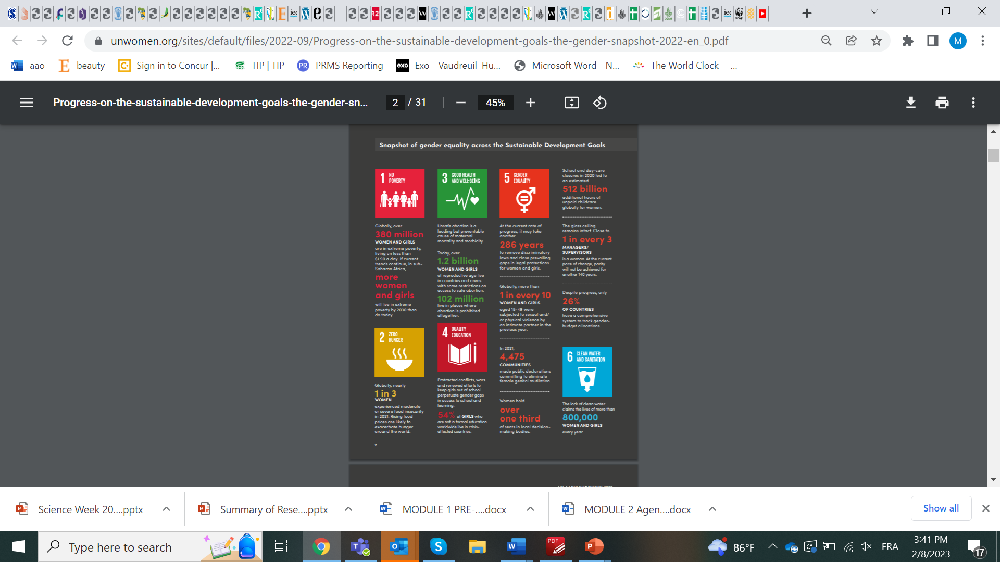 unwomen.org/sites/default/files/2022-09/Progress-on-the-sustainable-development-goals-the-gender-snapshot-2022-en_0.pdf
M
aao
beauty
Sign in to Concur |...
TIP | TIP
PR PRMS Reporting
exo Exo - Vaudreuil–Hu...
Microsoft Word - N...
The World Clock —...
Progress-on-the-sustainable-development-goals-the-gender-sn...
2 / 31
45%
Snapshot of gender equality across the Sustainable Development Goals
1 NO
POVERTY
Globally, over
380 million
WOMEN AND GIRLS
are in extreme poverty,
living on less than
$1.90 a day. If current
trends continue, in sub-
Saharan Africa,
more
women
and girls
will live in extreme
poverty by 2030 than
do today.
2 ZERO
HUNGER
Globally, nearly
1 in 3
WOMEN
experienced moderate
or severe food insecurity
in 2021. Rising food
prices are likely to
exacerbate hunger
around the world.
3 GOOD HEALTH
AND WELL-BEING
Unsafe abortion is a
leading but preventable
cause of maternal
mortality and morbidity.
Today, over
1.2 billion
WOMEN AND GIRLS
of reproductive age live
in countries and areas
with some restrictions on
access to safe abortion.
102 million
live in places where
abortion is prohibited
altogether.
4 QUALITY
EDUCATION
Protracted conflicts, wars
and renewed efforts to
keep girls out of school
perpetuate gender gaps
in access to school and
learning.
54% of GIRLS who
are not in formal education
worldwide live in crisis-
affected countries.
5 GENDER
EQUALITY
At the current rate of
progress, it may take
another
286 years
to remove discriminatory
laws and close prevailing
gaps in legal protections
for women and girls.
Globally, more than
1 in every 10
WOMEN AND GIRLS
aged 15-49 were
subjected to sexual and/
or physical violence by
an intimate partner in the
previous year.
In 2021,
4,475
COMMUNITIES
made public declarations
committing to eliminate
female genital mutilation.
Women hold
over
one third
of seats in local decision-
making bodies.
School and day-care
closures in 2020 led to
an estimated
512 billion
additional hours of
unpaid childcare
globally for women.
The glass ceiling
remains intact. Close to
1 in every 3
MANAGERS/
SUPERVISORS
is a woman. At the current
pace of change, parity
will not be achieved for
another 140 years.
Despite progress, only
26%
OF COUNTRIES
have a comprehensive
system to track gender-
budget allocations.
6 CLEAN WATER
AND SANITATION
The lack of clean water
claims the lives of more than
800,000
WOMEN AND GIRLS
every year.
2
Science Week 20....pptx
Summary of Rese....pptx
MODULE 1 PRE-....docx
MODULE 2 Agen....docx
Show all
Type here to search
86°F
FRA
3:41 PM
2/8/2023
17